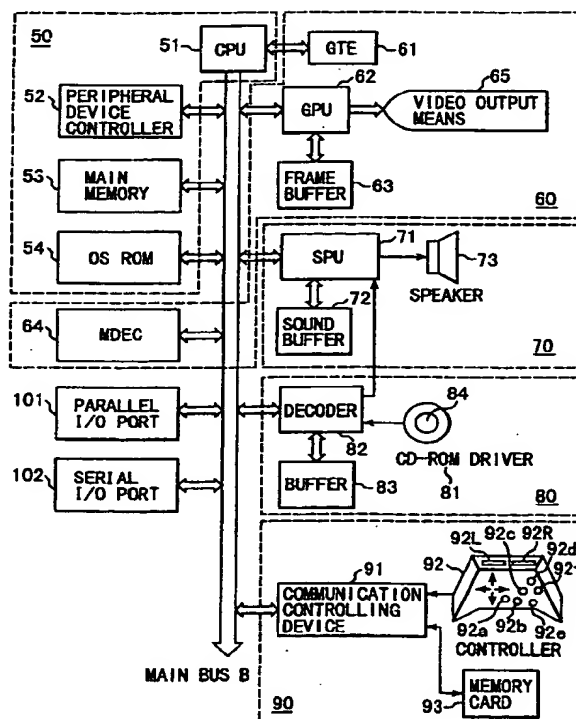 50
51
CPU
GTE
61
52
PERIPHERAL
DEVICE
CONTROLLER
62
GPU
65
VIDEO OUTPUT
MEANS
53
MAIN
MEMORY
FRAME
BUFFER
63
60
54
OS ROM
71
SPU
73
SPEAKER
72
SOUND
BUFFER
70
64
MDEC
101
PARALLEL
I/O PORT
DECODER
82
84
CD-ROM DRIVER
81
102
SERIAL
I/O PORT
BUFFER
83
80
91
COMMUNICATION
CONTROLLING
DEVICE
92c
92L
92R
92d
92
92a
92b
92e
CONTROLLER
MEMORY
CARD
93
90
MAIN BUS B